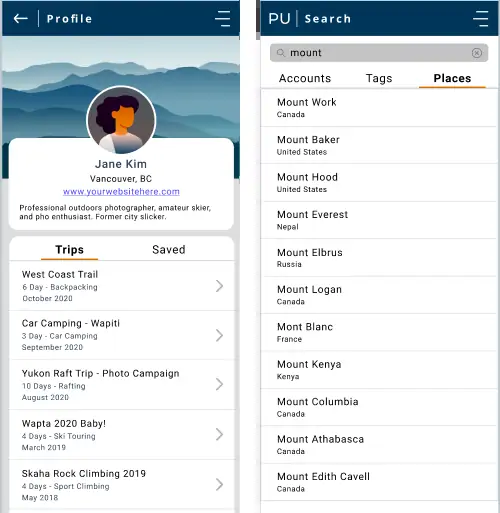 Profile
Jane Kim
Vancouver, BC
www.yourwebsitehere.com
Professional outdoors photographer, amateur skier,
and pho enthusiast. Former city slicker.
Trips Saved
West Coast Trail
6 Day - Backpacking
October 2020
Car Camping - Wapiti
3 Day - Car Camping
September 2020
Yukon Raft Trip - Photo Campaign
10 Days - Rafting
August 2020
Wapta 2020 Baby!
4 Days - Ski Touring
March 2019
Skaha Rock Climbing 2019
4 Days - Sport Climbing
May 2018
PU Search
mount
Accounts Tags Places
Mount Work
Canada
Mount Baker
United States
Mount Hood
United States
Mount Everest
Nepal
Mount Elbrus
Russia
Mount Logan
Canada
Mont Blanc
France
Mount Kenya
Kenya
Mount Columbia
Canada
Mount Athabasca
Canada
Mount Edith Cavell
Canada